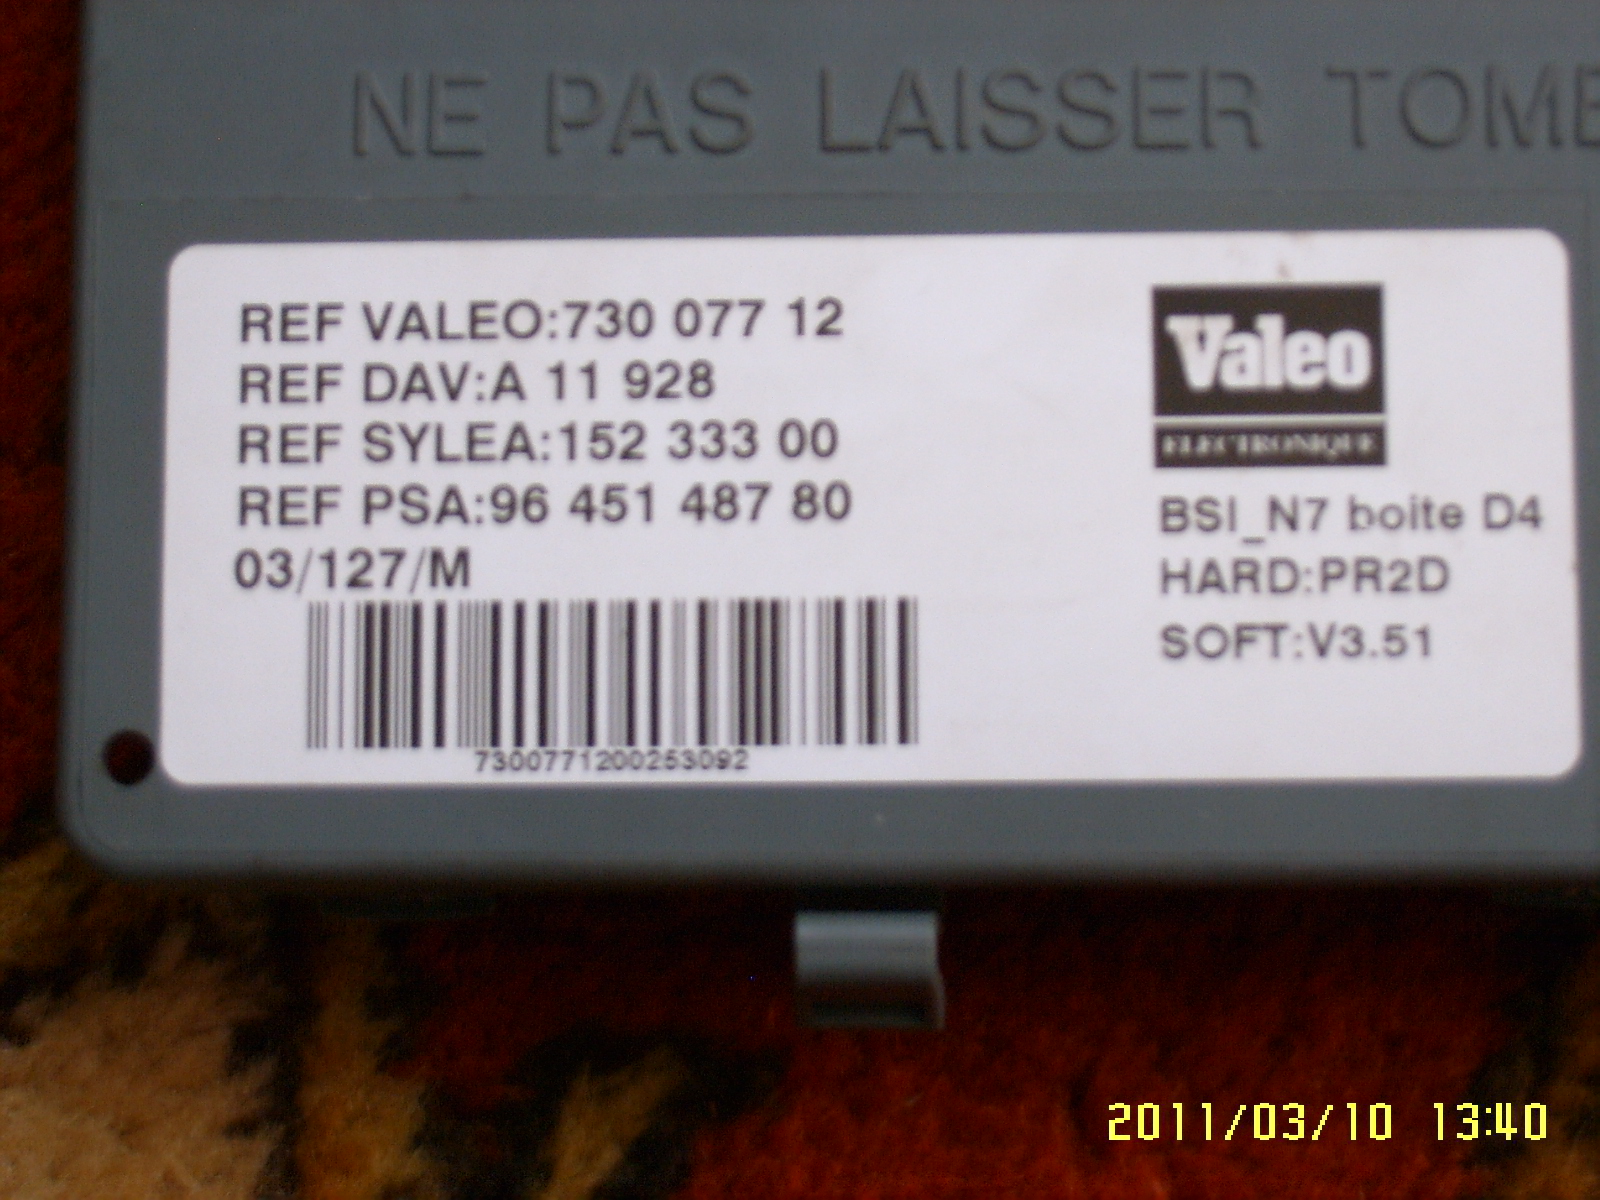 NE PAS LAISSER TOMB
REF VALEO:730 077 12
REF DAV:A 11 928
REF SYLEA:152 333 00
REF PSA:96 451 487 80
03/127/M
7300771200253092
Valeo
ELECTRONIQUE
BSI_N7 boite D4
HARD:PR2D
SOFT:V3.51
2011/03/10 13:40